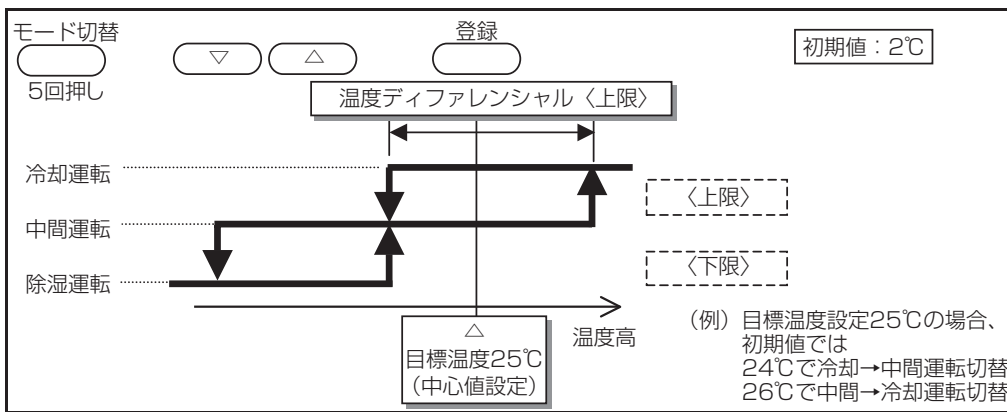 モード切替
▽
△
登録
初期値：2℃
5回押し
温度ディファレンシャル〈上限〉
冷却運転
中間運転
除湿運転
〈上限〉
〈下限〉
温度高
△
目標温度25℃
（中心値設定）
（例）目標温度設定25℃の場合、
初期値では
24℃で冷却→中間運転切替
26℃で中間→冷却運転切替